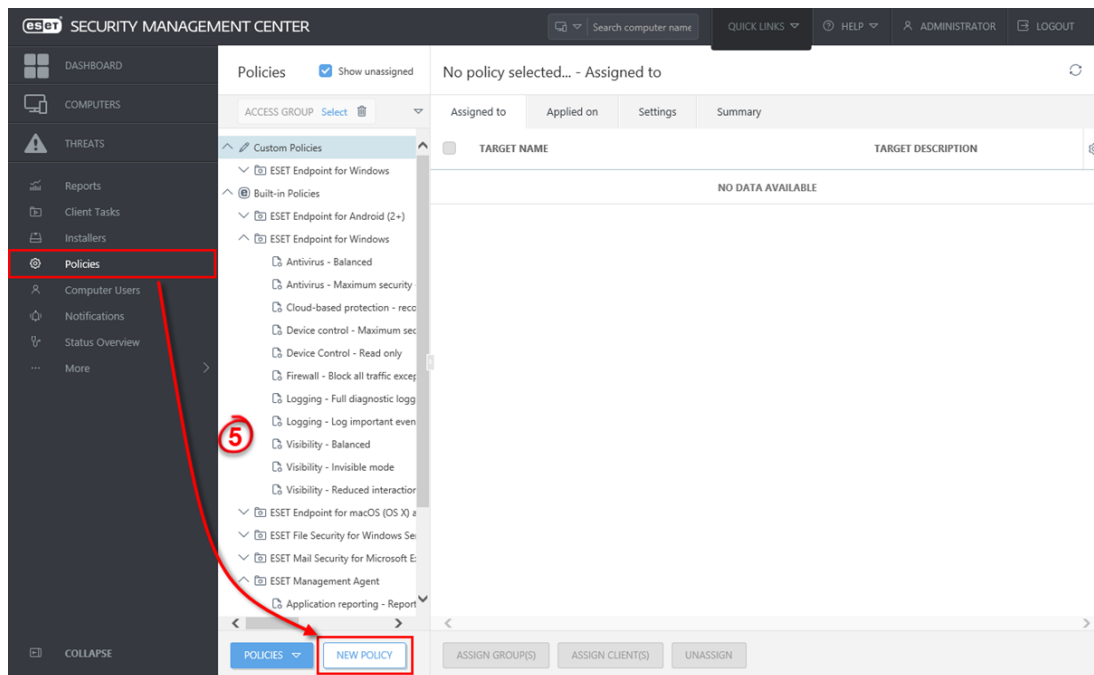 eset SECURITY MANAGEMENT CENTER
Search computer name
QUICK LINKS
HELP
ADMINISTRATOR
LOGOUT
DASHBOARD
COMPUTERS
THREATS
Reports
Client Tasks
Installers
Policies
Computer Users
Notifications
Status Overview
More
COLLAPSE
Policies
Show unassigned
ACCESS GROUP Select
Custom Policies
ESET Endpoint for Windows
Built-in Policies
ESET Endpoint for Android (2+)
ESET Endpoint for Windows
Antivirus - Balanced
Antivirus - Maximum security
Cloud-based protection - reco
Device control - Maximum sec
Device Control - Read only
Firewall - Block all traffic excep
Logging - Full diagnostic logg
Logging - Log important even
5
Visibility - Balanced
Visibility - Invisible mode
Visibility - Reduced interaction
ESET Endpoint for macOS (OS X) a
ESET File Security for Windows Se
ESET Mail Security for Microsoft E
ESET Management Agent
Application reporting - Report
POLICIES
NEW POLICY
No policy selected... - Assigned to
Assigned to
Applied on
Settings
Summary
TARGET NAME
TARGET DESCRIPTION
NO DATA AVAILABLE
ASSIGN GROUP(S)
ASSIGN CLIENT(S)
UNASSIGN